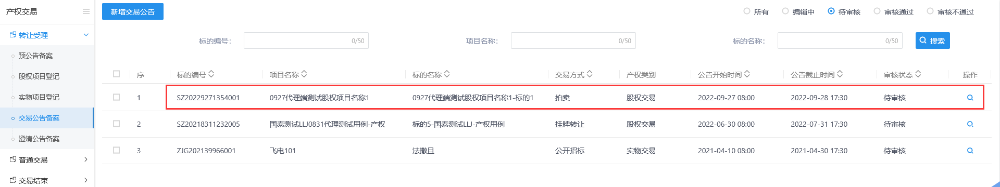 产权交易
转让受理
预公告备案
股权项目登记
实物项目登记
交易公告备案
澄清公告备案
普通交易
交易结束
新增交易公告
所有 编辑中 待审核 审核通过 审核不通过
标的编号： 0/50 项目名称： 0/50 标的名称： 0/50 搜索
序 标的编号 项目名称 标的名称 交易方式 产权类别 公告开始时间 公告截止时间 审核状态 操作
1 SZ20229271354001 0927代理端测试股权项目名称1 0927代理端测试股权项目名称1-标的1 拍卖 股权交易 2022-09-27 08:00 2022-09-28 17:30 待审核
2 SZ20218311232005 国泰测试LLJ0831代理测试用例-产权 标的5-国泰测试LLJ-产权用例 挂牌转让 股权交易 2022-06-30 08:00 2022-07-31 17:30 待审核
3 ZJG202139966001 飞电101 法撒旦 公开招标 实物交易 2021-04-10 08:00 2021-04-30 17:30 待审核